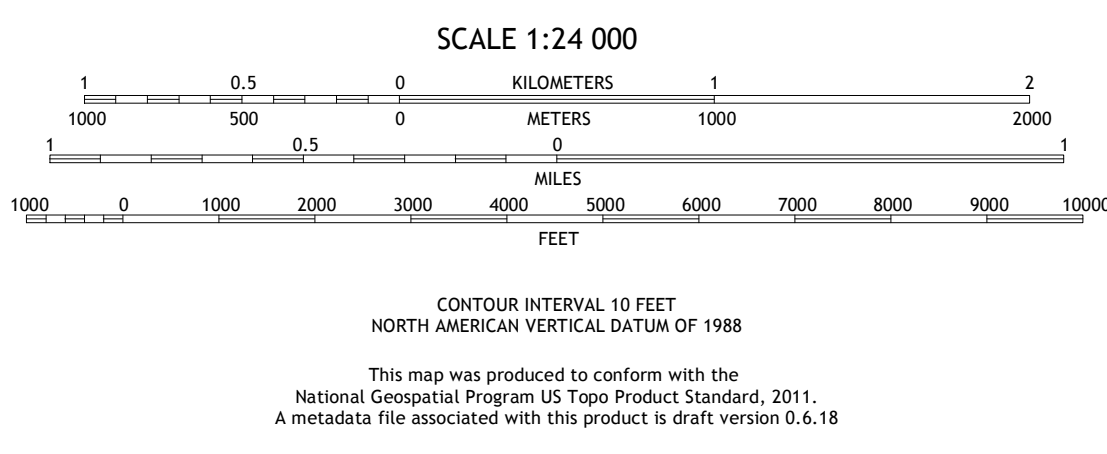 SCALE 1:24 000
1 0.5 0 KILOMETERS 1 2
1000 500 0 METERS 1000 2000
1 0.5 0 1
MILES
1000 0 1000 2000 3000 4000 5000 6000 7000 8000 9000 10000
FEET
CONTOUR INTERVAL 10 FEET
NORTH AMERICAN VERTICAL DATUM OF 1988
This map was produced to conform with the
National Geospatial Program US Topo Product Standard, 2011.
A metadata file associated with this product is draft version 0.6.18